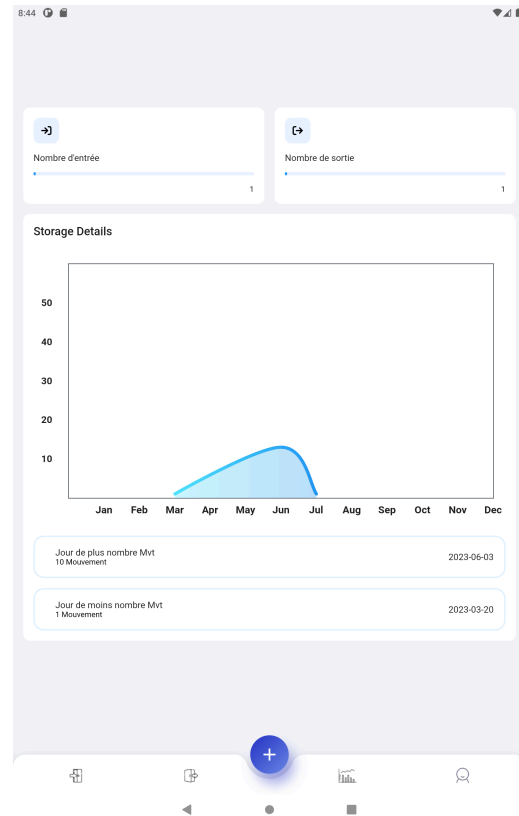 8:44
Nombre d'entrée
1
Nombre de sortie
1
Storage Details
50
40
30
20
10
Jan Feb Mar Apr May Jun Jul Aug Sep Oct Nov Dec
Jour de plus nombre Mvt
10 Mouvement
2023-06-03
Jour de moins nombre Mvt
1 Mouvement
2023-03-20